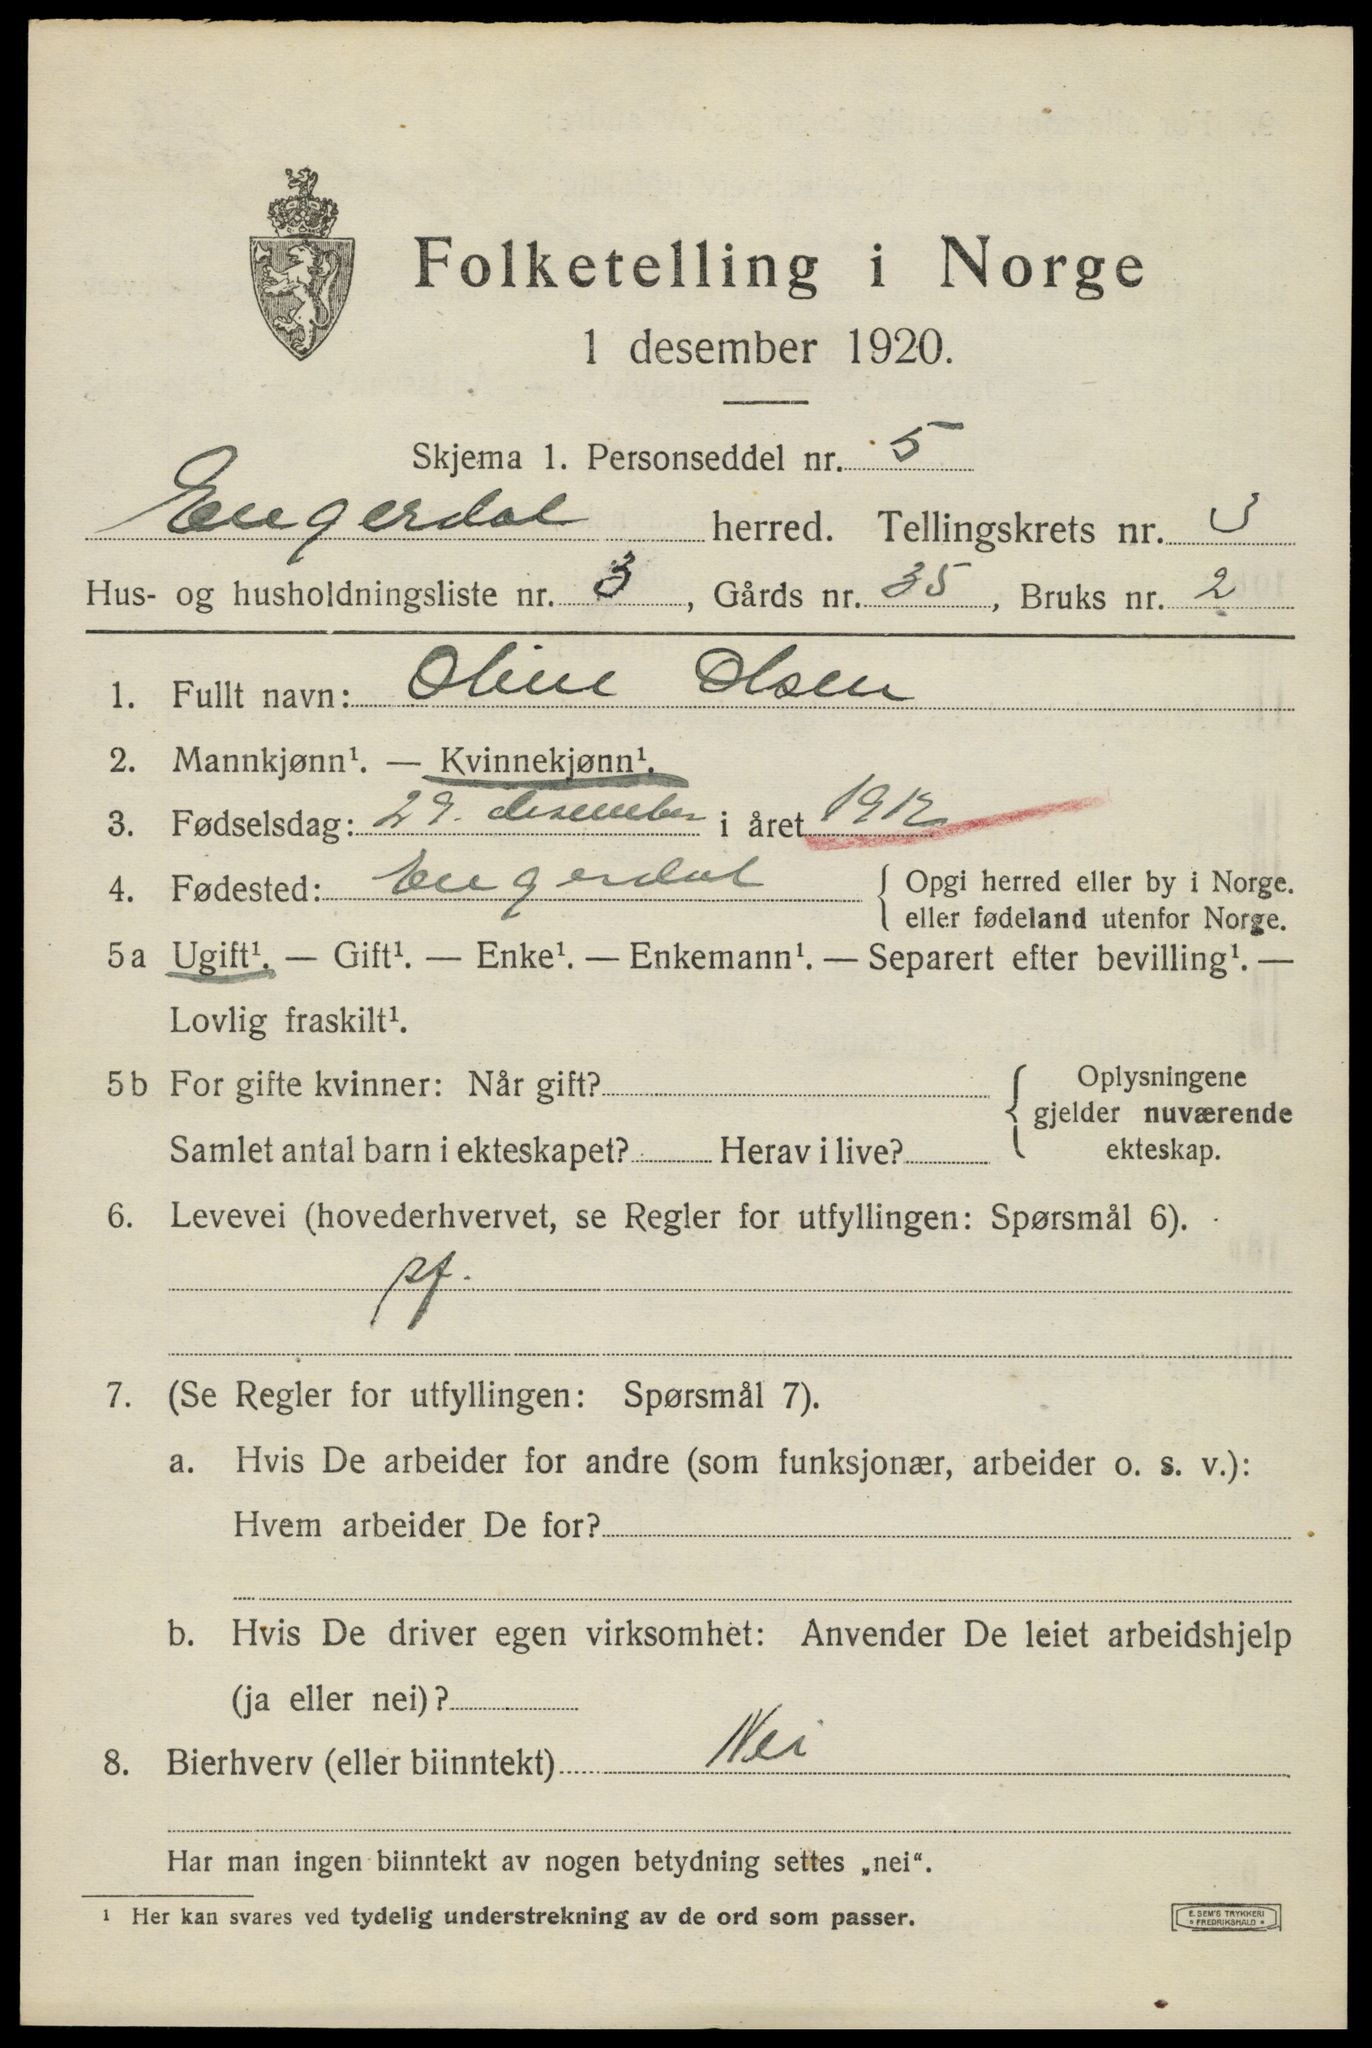 Folketelling i Norge
1 desember 1920.
Skjema 1. Personseddel nr. 5
Engerdal herred. Tellingskrets nr. 3
Hus- og husholdningsliste nr. 3, Gårds nr. 35, Bruks nr. 2
1. Fullt navn: Oline Olsen
2. Mannkjønn¹. — Kvinnekjønn¹.
3. Fødselsdag: 29. desember i året 1912
4. Fødested: Engerdal { Opgi herred eller by i Norge.
eller fødeland utenfor Norge.
5a Ugift¹. — Gift¹. — Enke¹. — Enkemann¹. — Separert efter bevilling¹. —
Lovlig fraskilt¹.
5b For gifte kvinner: Når gift? { Oplysningene
gjelder nuværende
Samlet antal barn i ekteskapet? Herav i live? ekteskap.
6. Levevei (hovederhvervet, se Regler for utfyllingen: Spørsmål 6).
sf.
7. (Se Regler for utfyllingen: Spørsmål 7).
a. Hvis De arbeider for andre (som funksjonær, arbeider o. s. v.):
Hvem arbeider De for?
b. Hvis De driver egen virksomhet: Anvender De leiet arbeidshjelp
(ja eller nei)?
8. Bierhverv (eller biinntekt) Nei
Har man ingen biinntekt av nogen betydning settes „nei“.
¹ Her kan svares ved tydelig understrekning av de ord som passer.
E. SEM'S TRYKKERI
* FREDRIKSHALD *